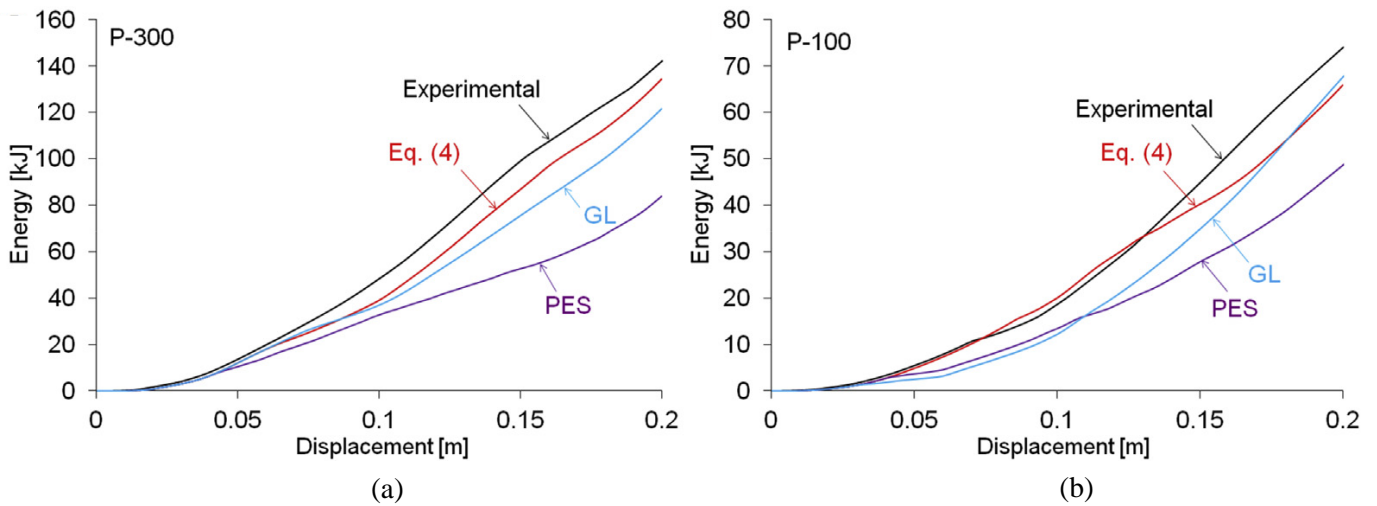 P-300
160
140
120
100
80
60
40
20
0
Energy [kJ]
Experimental
Eq. (4)
GL
PES
0 0.05 0.1 0.15 0.2
Displacement [m]
(a)
P-100
80
70
60
50
40
30
20
10
0
Energy [kJ]
Experimental
Eq. (4)
GL
PES
0 0.05 0.1 0.15 0.2
Displacement [m]
(b)